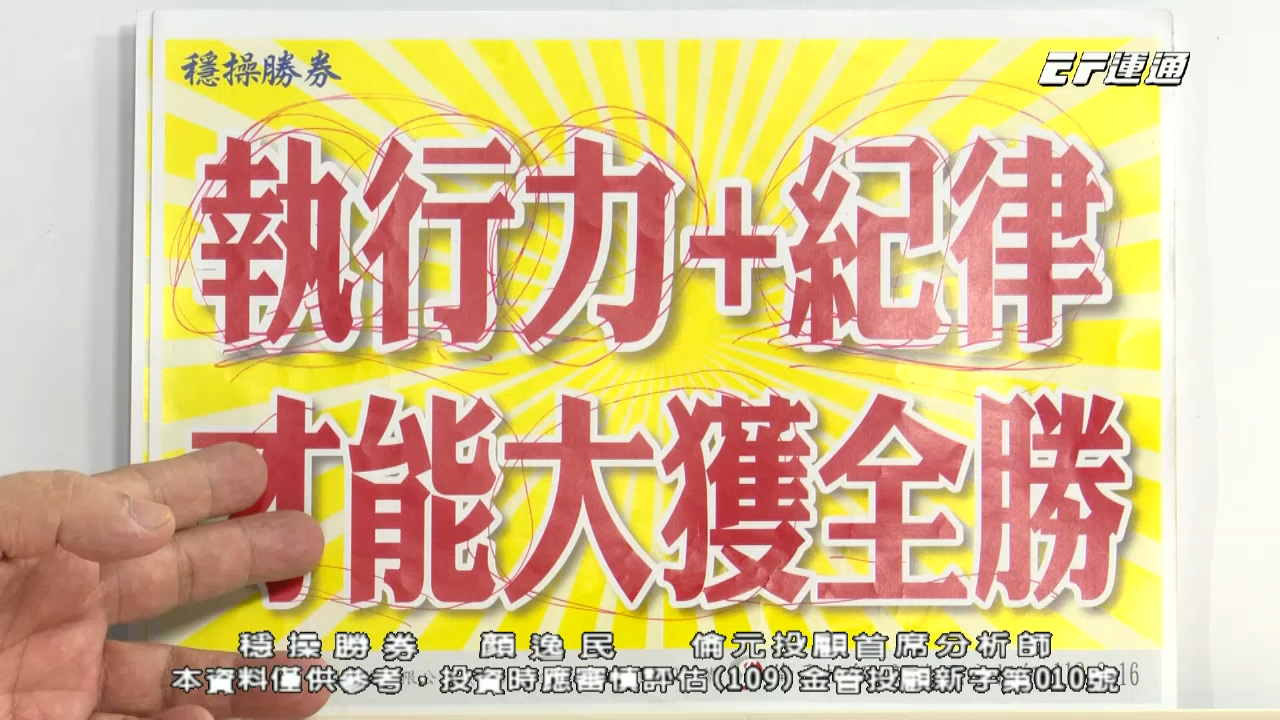 穩操勝券
EF運通
執行力+紀律
才能大獲全勝
穩操勝券 顏逸民 倫元投顧首席分析師
本資料僅供參考，投資時應審慎評估(109)金管投顧新字第010號
16